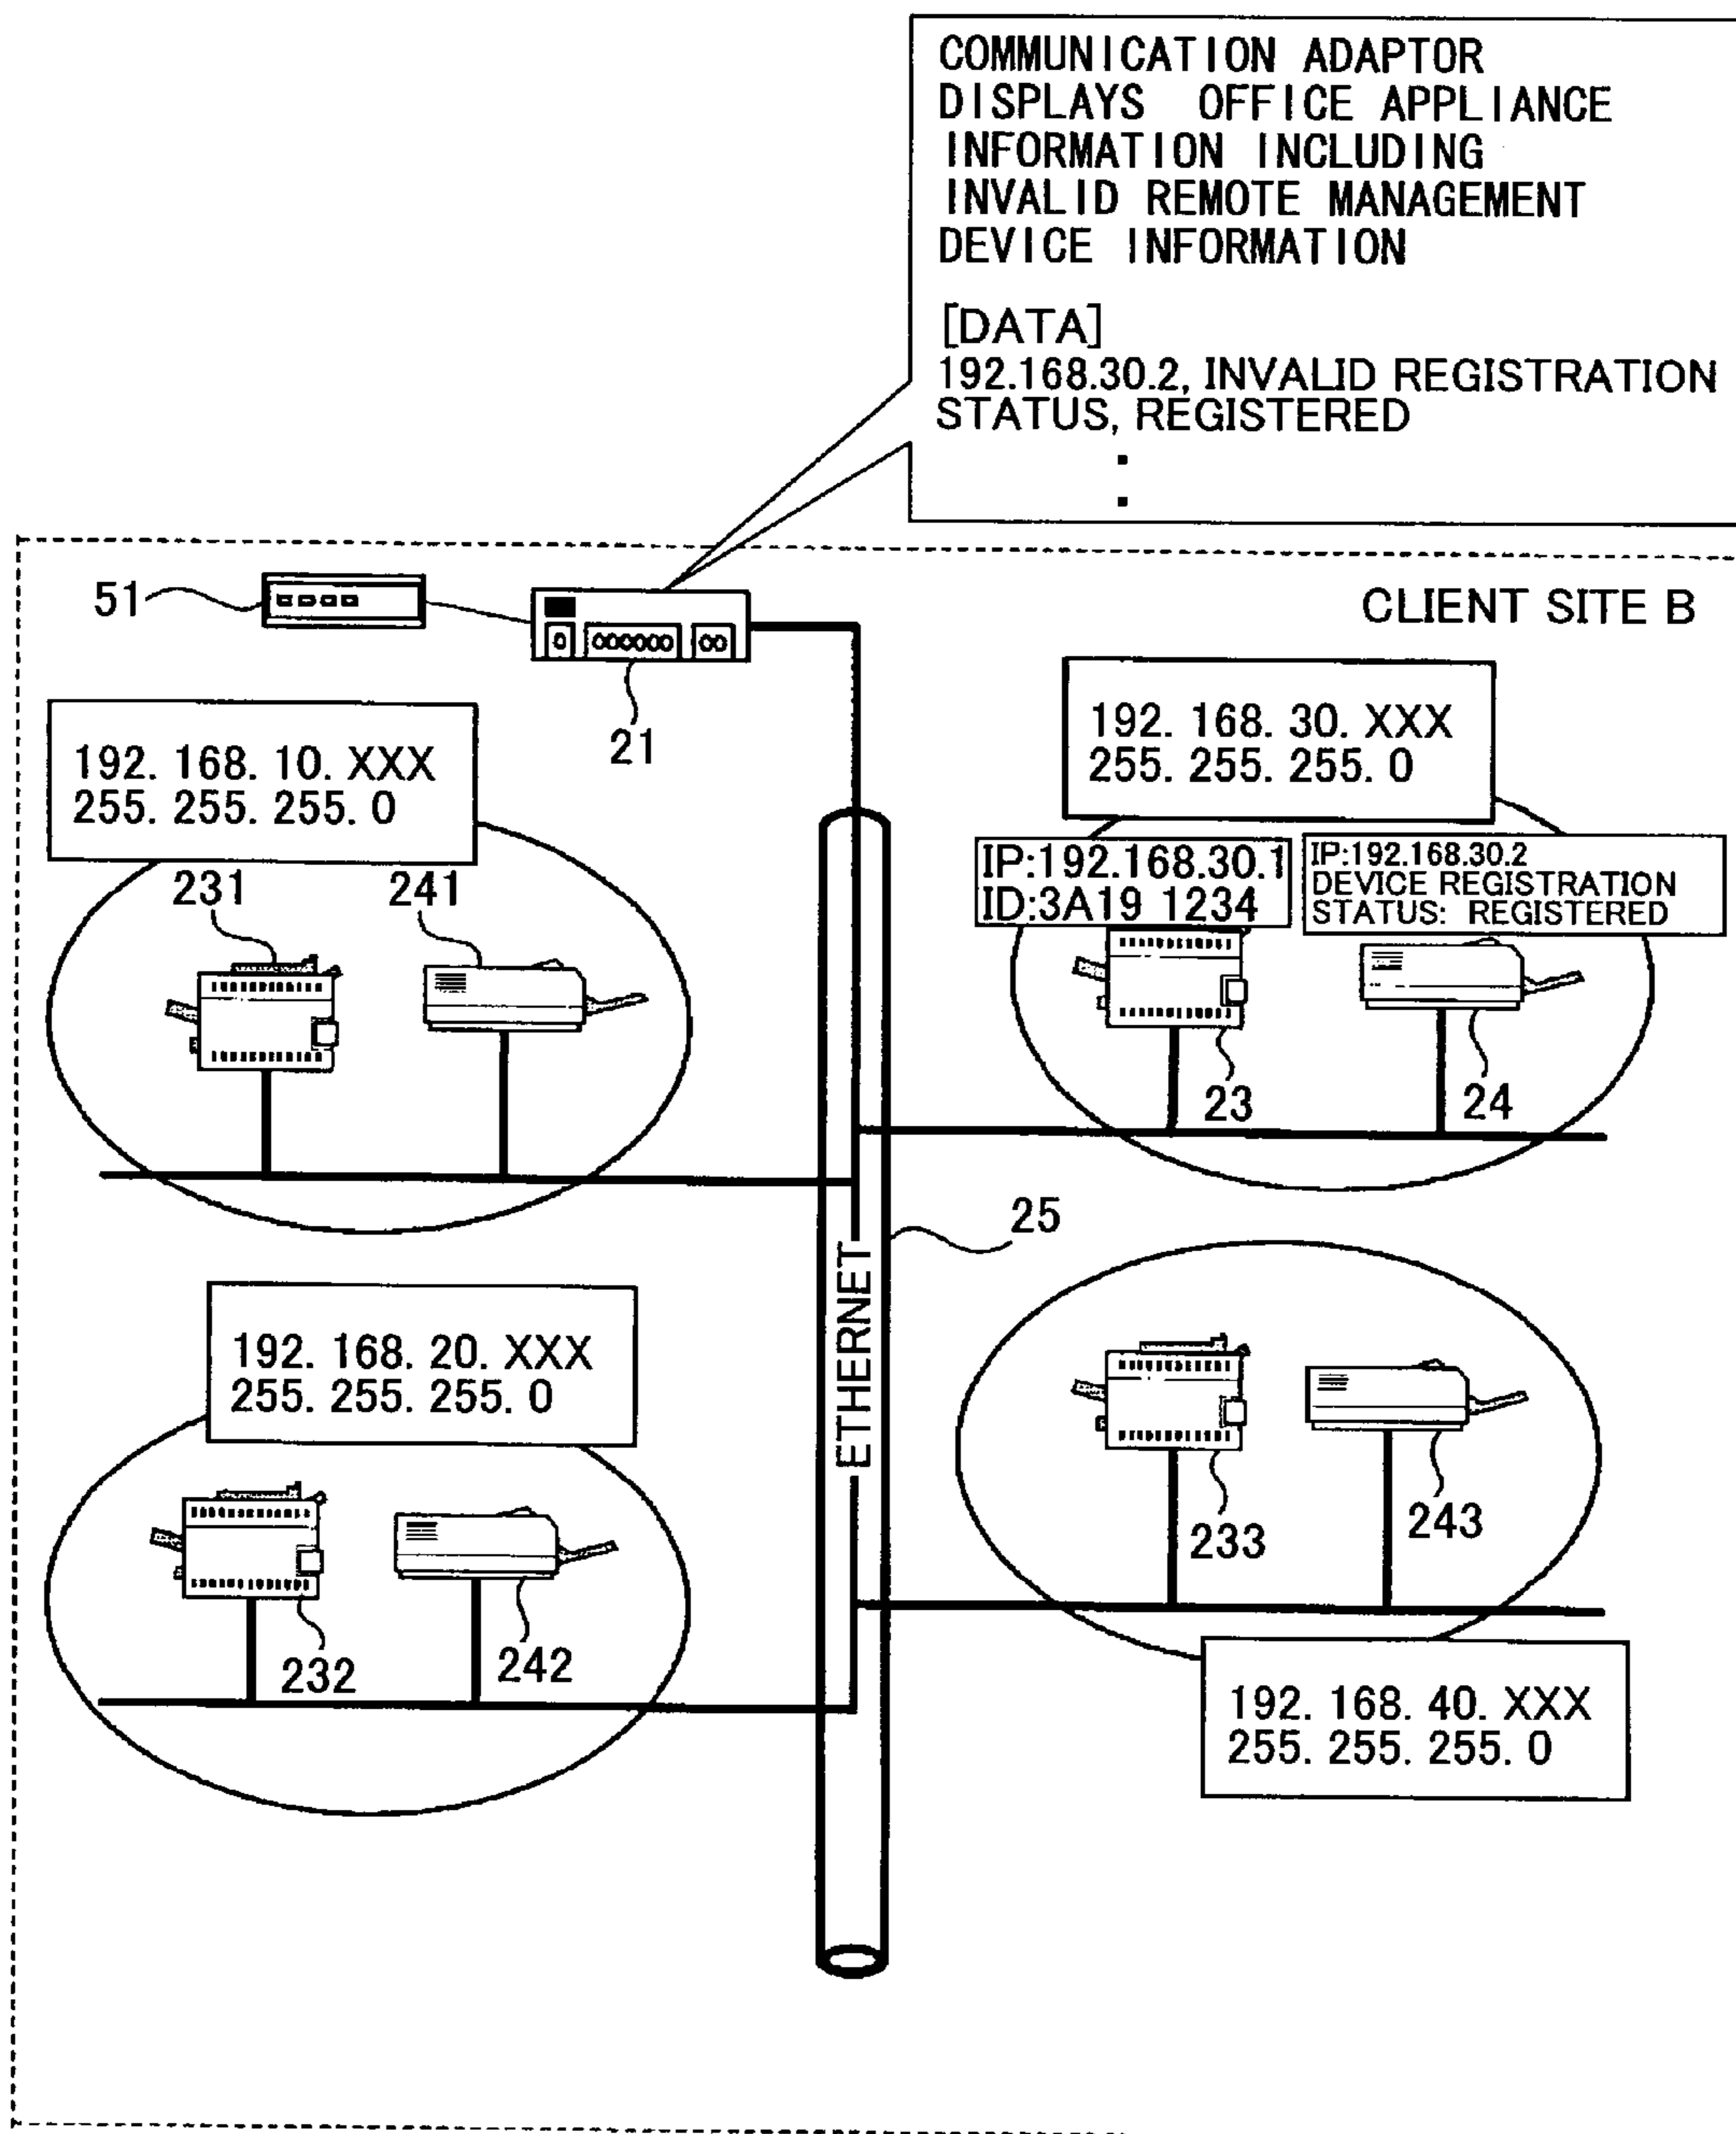 COMMUNICATION ADAPTOR
DISPLAYS OFFICE APPLIANCE
INFORMATION INCLUDING
INVALID REMOTE MANAGEMENT
DEVICE INFORMATION
[DATA]
192.168.30.2, INVALID REGISTRATION
STATUS, REGISTERED
51
21
CLIENT SITE B
192. 168. 10. XXX
255. 255. 255. 0
231
241
192. 168. 30. XXX
255. 255. 255. 0
IP:192.168.30.1
ID:3A19 1234
IP:192.168.30.2
DEVICE REGISTRATION
STATUS: REGISTERED
23
24
25
ETHERNET
192. 168. 20. XXX
255. 255. 255. 0
232
242
233
243
192. 168. 40. XXX
255. 255. 255. 0